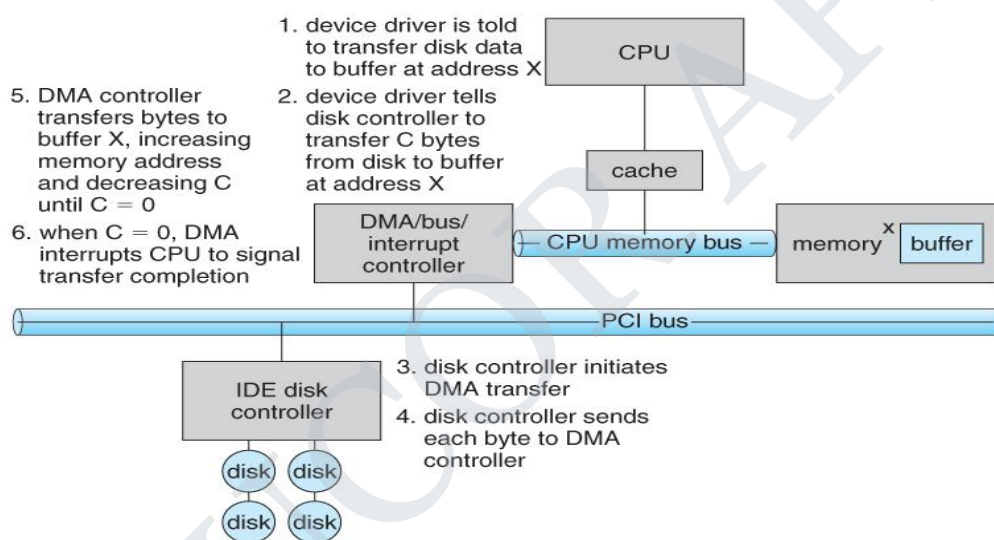 1. device driver is told
to transfer disk data
to buffer at address X
2. device driver tells
disk controller to
transfer C bytes
from disk to buffer
at address X
5. DMA controller
transfers bytes to
buffer X, increasing
memory address
and decreasing C
until C = 0
6. when C = 0, DMA
interrupts CPU to signal
transfer completion
CPU
cache
DMA/bus/
interrupt
controller
CPU memory bus
memory
x
buffer
PCI bus
IDE disk
controller
3. disk controller initiates
DMA transfer
4. disk controller sends
each byte to DMA
controller
disk
disk
disk
disk